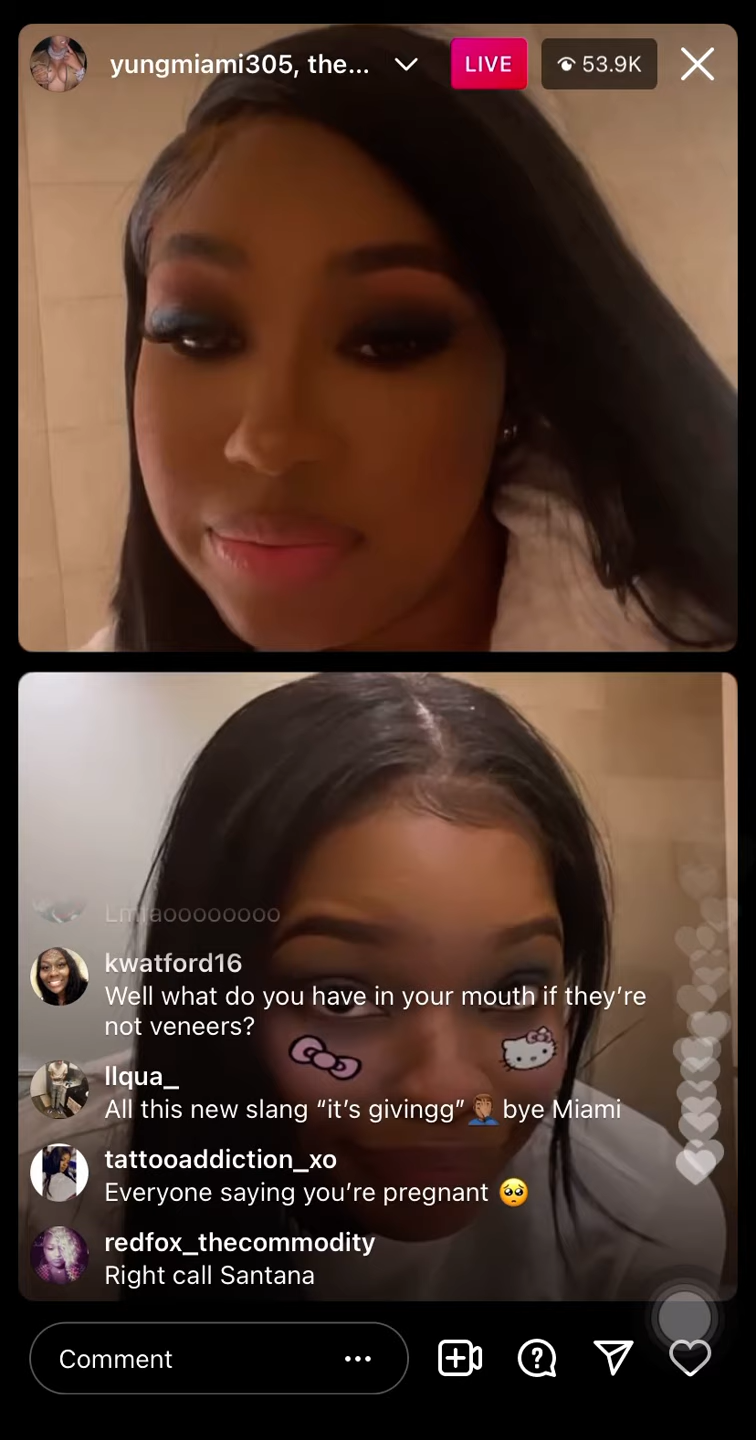 yungmiami305, the...
LIVE
53.9K
Lmfaoooooooo
kwatford16
Well what do you have in your mouth if they’re
not veneers?
llqua_
All this new slang “it’s givingg” 🤦🏾‍♂️ bye Miami
tattooaddiction_xo
Everyone saying you’re pregnant 🥺
redfox_thecommodity
Right call Santana
Comment